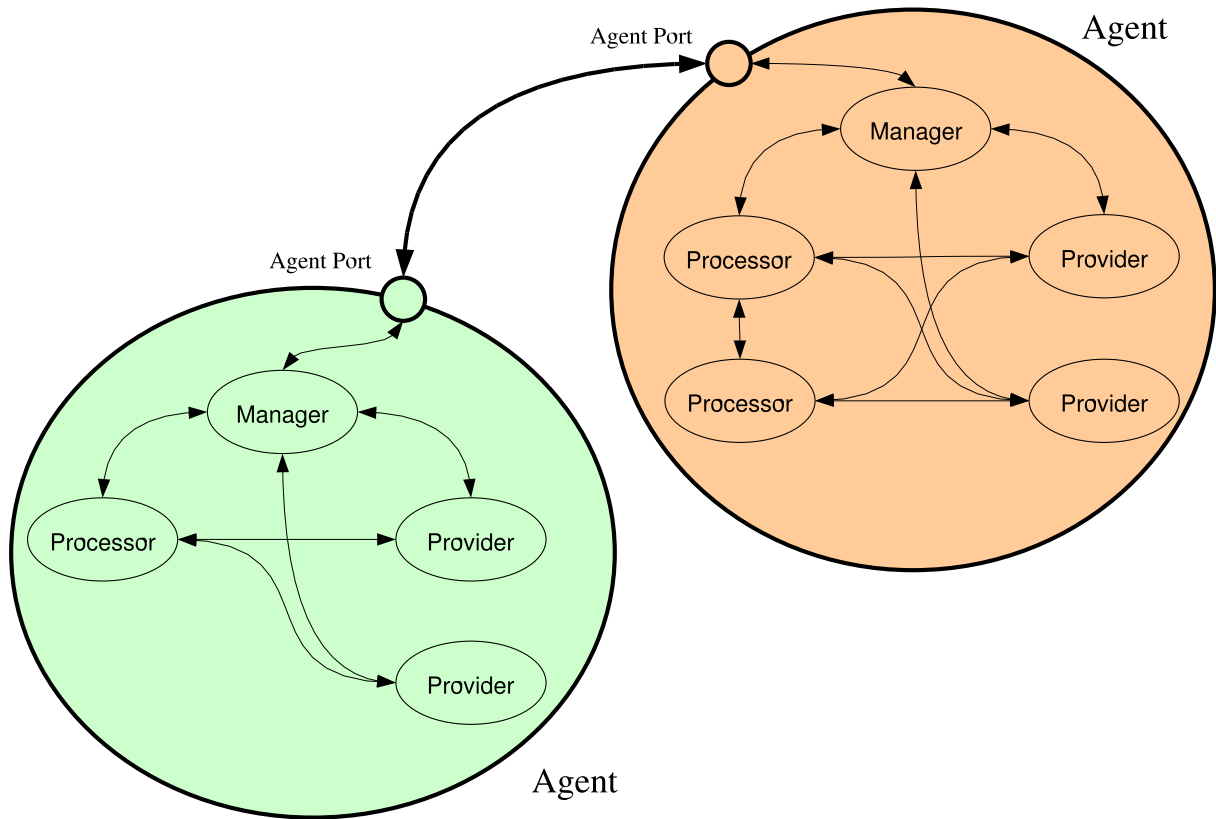 Agent
Agent Port
Manager
Processor
Provider
Processor
Provider
Agent Port
Manager
Processor
Provider
Provider
Agent